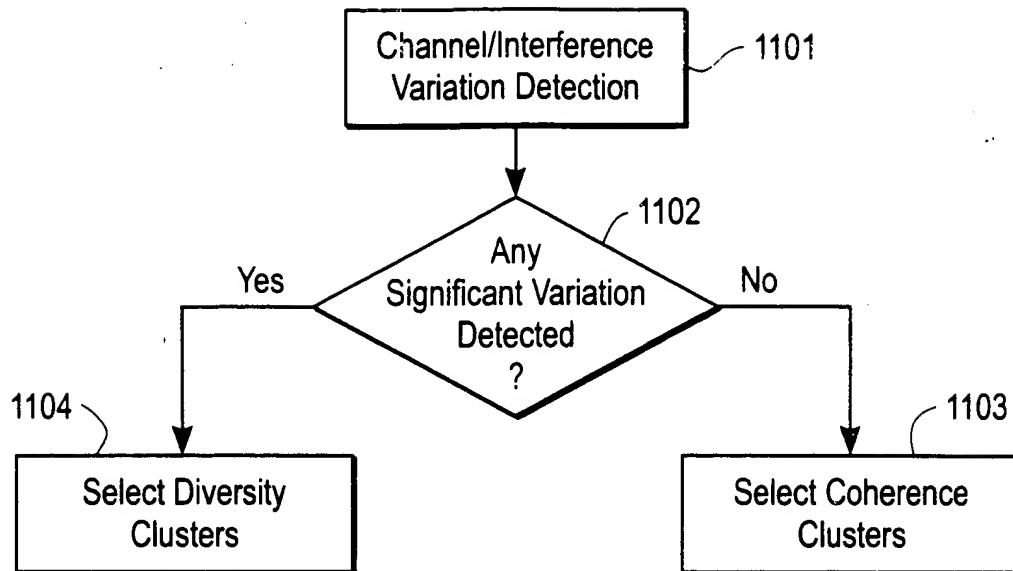 Channel/Interference
Variation Detection
1101
1102
Any
Significant Variation
Detected
?
Yes
No
1104
1103
Select Diversity
Clusters
Select Coherence
Clusters